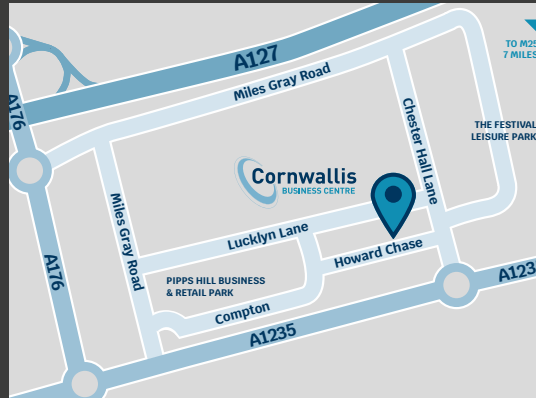 A127
TO M25
7 MILES
Miles Gray Road
A176
Chester Hall Lane
THE FESTIVAL
LEISURE PARK
Cornwallis
BUSINESS CENTRE
Miles Gray Road
Lucklyn Lane
Howard Chase
A176
PIPPS HILL BUSINESS
& RETAIL PARK
Compton
A123
A1235